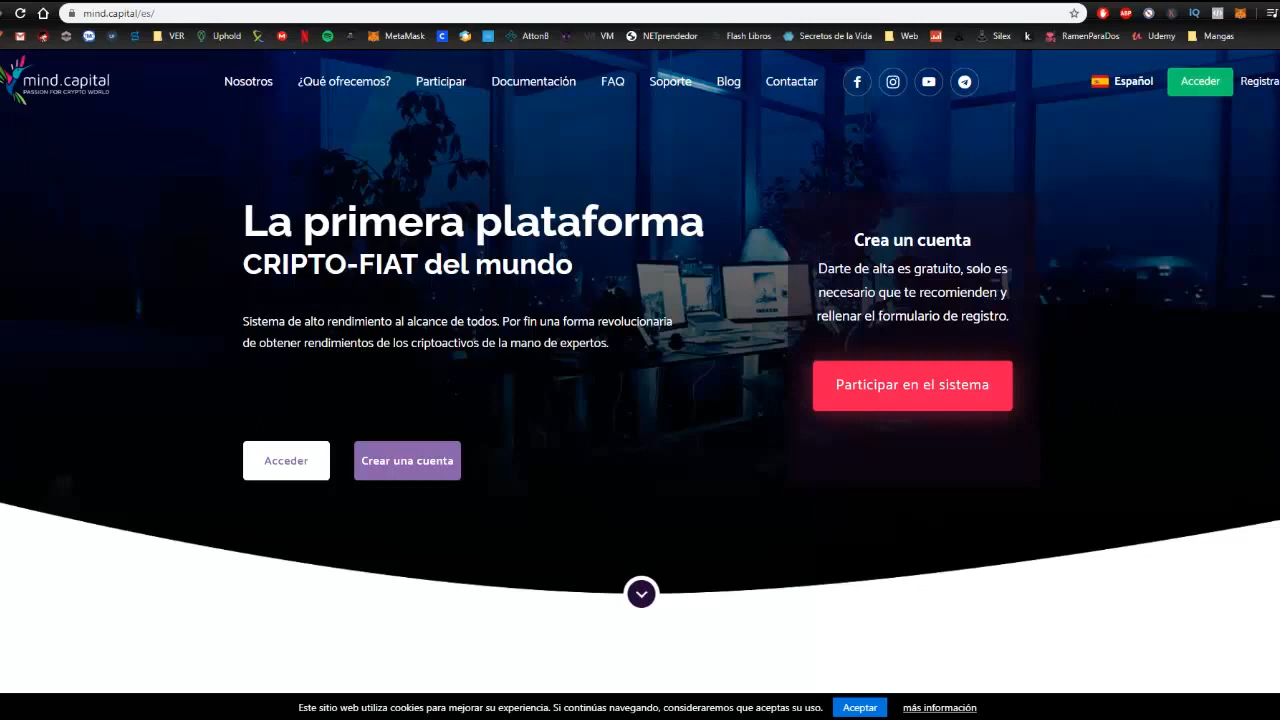 mind.capital/es/
VER
Uphold
MetaMask
AttonB
VM
NETprendedor
Flash Libros
Secretos de la Vida
Web
Silex
RamenParaDos
Udemy
Mangas
mind.capital
PASSION FOR CRYPTO WORLD
Nosotros
¿Qué ofrecemos?
Participar
Documentación
FAQ
Soporte
Blog
Contactar
Español
Acceder
Registra
La primera plataforma
CRIPTO-FIAT del mundo
Sistema de alto rendimiento al alcance de todos. Por fin una forma revolucionaria
de obtener rendimientos de los criptoactivos de la mano de expertos.
Acceder
Crear una cuenta
Crea un cuenta
Darte de alta es gratuito, solo es
necesario que te recomienden y
rellenar el formulario de registro.
Participar en el sistema
Este sitio web utiliza cookies para mejorar su experiencia. Si continúas navegando, consideraremos que aceptas su uso.
Aceptar
más información